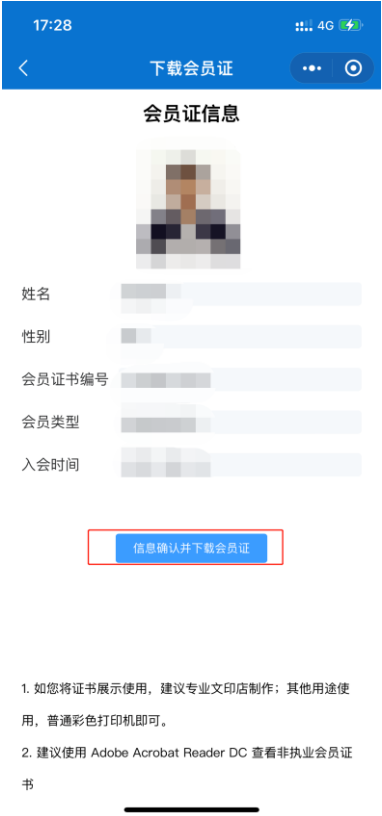 17:28
4G
下载会员证
会员证信息
姓名
性别
会员证书编号
会员类型
入会时间
信息确认并下载会员证
1. 如您将证书展示使用，建议专业文印店制作；其他用途使
用，普通彩色打印机即可。
2. 建议使用 Adobe Acrobat Reader DC 查看非执业会员证
书